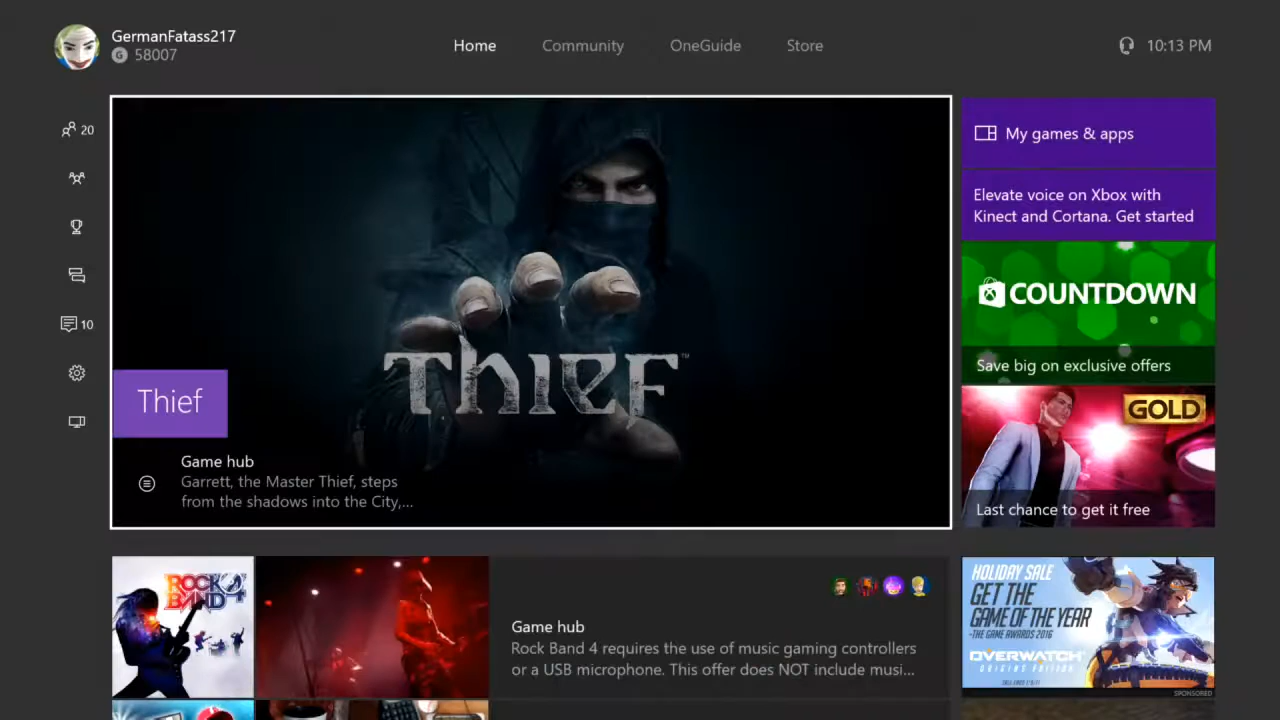 GermanFatass217
G 58007
Home
Community
OneGuide
Store
10:13 PM
20
10
THIEF™
Thief
Game hub
Garrett, the Master Thief, steps
from the shadows into the City,...
My games & apps
Elevate voice on Xbox with
Kinect and Cortana. Get started
COUNTDOWN
Save big on exclusive offers
GOLD
Last chance to get it free
ROCK
BAND 4
Game hub
Rock Band 4 requires the use of music gaming controllers
or a USB microphone. This offer does NOT include musi...
HOLIDAY SALE
GET THE
GAME OF THE YEAR
-THE GAME AWARDS 2016
OVERWATCH
ORIGINS EDITION
SPONSORED